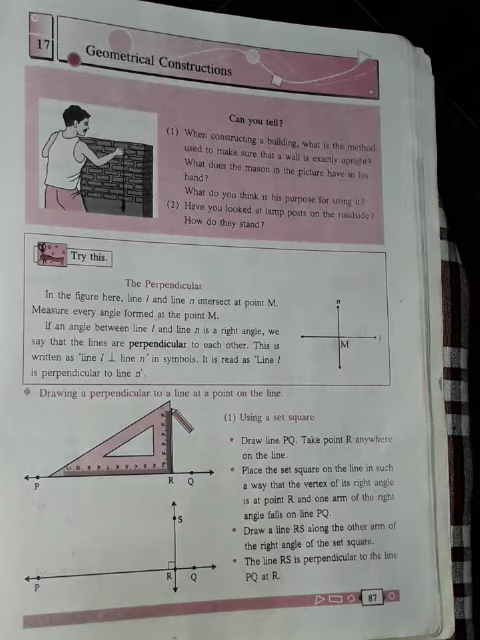 17
Geometrical Constructions
Can you tell?
(1) When constructing a building, what is the method
used to make sure that a wall is exactly upright?
What does the mason in the picture have in his
hand?
What do you think is his purpose for using it?
(2) Have you looked at lamp posts on the roadside?
How do they stand?
Try this.
The Perpendicular
In the figure here, line l and line n intersect at point M.
Measure every angle formed at the point M.
If an angle between line l and line n is a right angle, we
say that the lines are perpendicular to each other. This is
written as 'line l ⊥ line n' in symbols. It is read as 'Line l
is perpendicular to line n'.
n
l
M
Drawing a perpendicular to a line at a point on the line.
(1) Using a set square
• Draw line PQ. Take point R anywhere
on the line.
• Place the set square on the line in such
a way that the vertex of its right angle
is at point R and one arm of the right
angle falls on line PQ.
• Draw a line RS along the other arm of
the right angle of the set square.
• The line RS is perpendicular to the line
PQ at R.
P R Q
S
P R Q
87